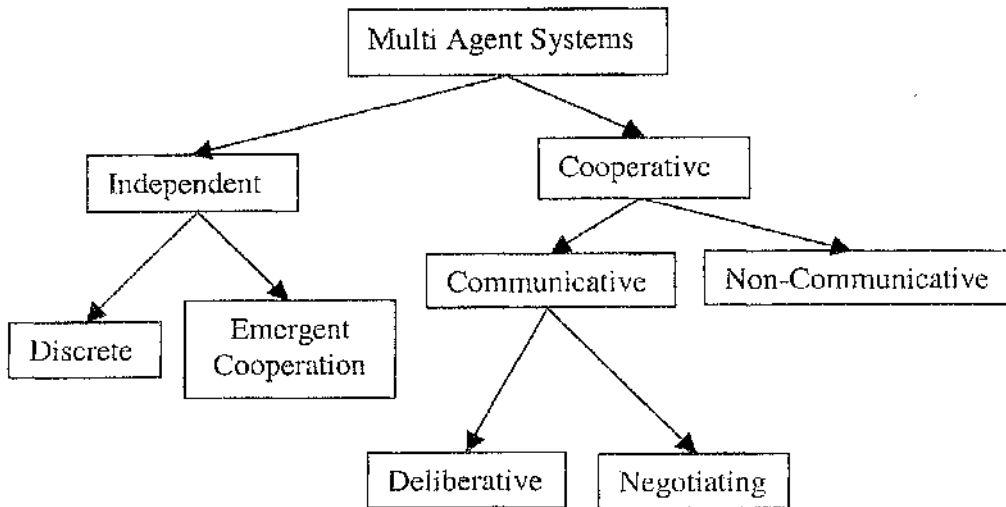 Multi Agent Systems
Independent
Cooperative
Communicative
Non-Communicative
Discrete
Emergent
Cooperation
Deliberative
Negotiating